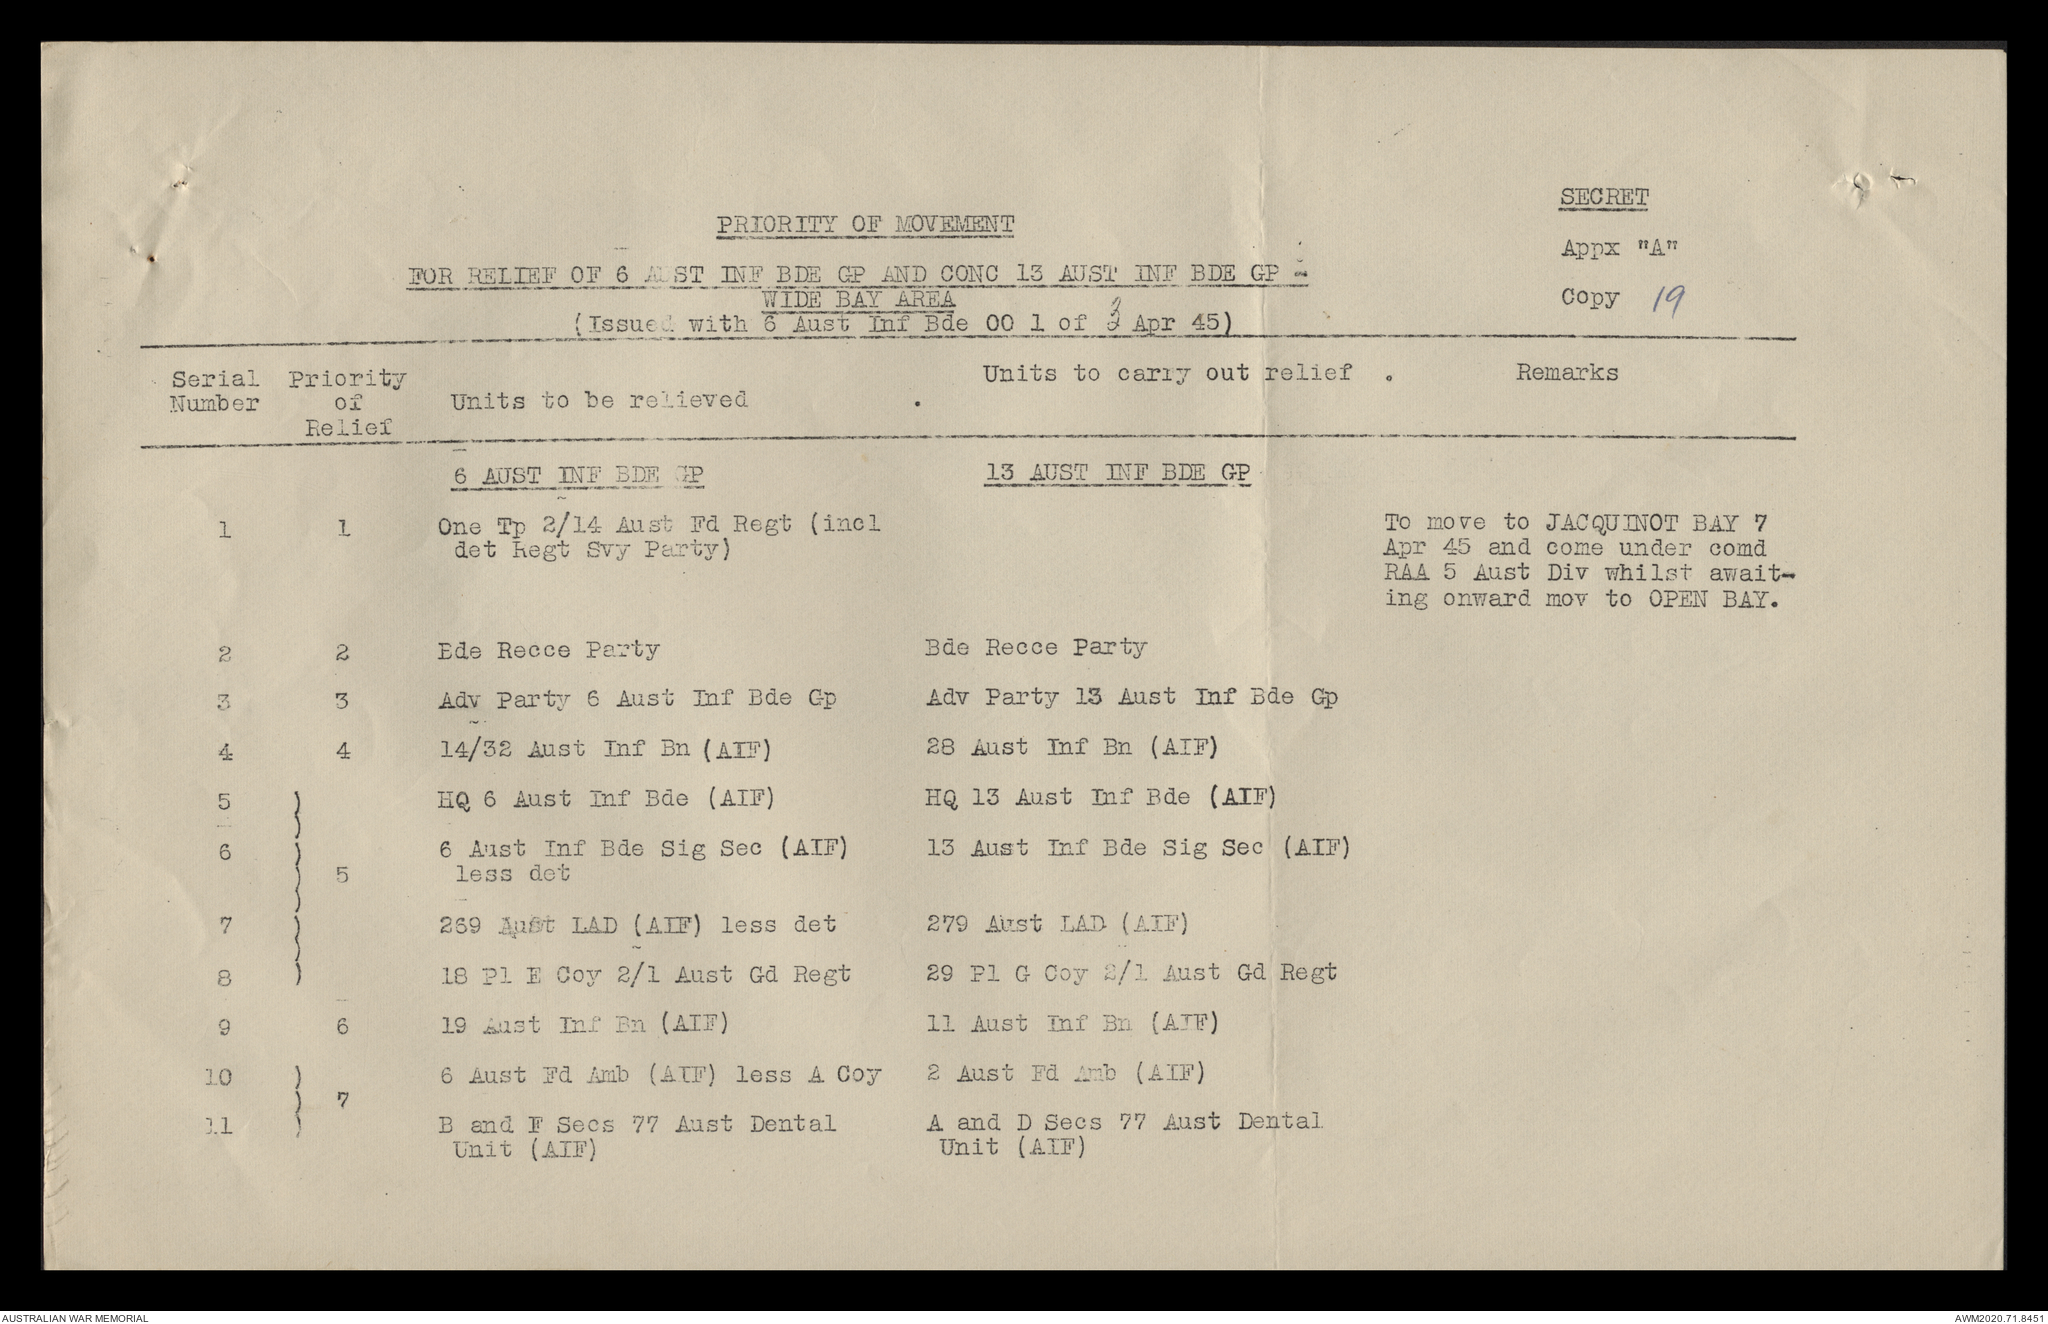 SECRET
PRIORITY OF MOVEMENT
Appx "A"
FOR RELIEF OF 6 AUST INF BDE GP AND CONC 13 AUST INF BDE GP -
WIDE BAY AREA
Copy 19
(Issued with 6 Aust Inf Bde OO 1 of 3 Apr 45)
Serial Number Priority of Relief Units to be relieved Units to carry out relief . Remarks
6 AUST INF BDE GP 13 AUST INF BDE GP
1 1 One Tp 2/14 Aust Fd Regt (incl To move to JACQUINOT BAY 7
det Regt Svy Party) Apr 45 and come under comd
RAA 5 Aust Div whilst await-
ing onward mov to OPEN BAY.
2 2 Bde Recce Party Bde Recce Party
3 3 Adv Party 6 Aust Inf Bde Gp Adv Party 13 Aust Inf Bde Gp
4 4 14/32 Aust Inf Bn (AIF) 28 Aust Inf Bn (AIF)
5 ) HQ 6 Aust Inf Bde (AIF) HQ 13 Aust Inf Bde (AIF)
6 ) 6 Aust Inf Bde Sig Sec (AIF) 13 Aust Inf Bde Sig Sec (AIF)
) 5 less det
7 ) 269 Aust LAD (AIF) less det 279 Aust LAD (AIF)
8 ) 18 Pl E Coy 2/1 Aust Gd Regt 29 Pl G Coy 2/1 Aust Gd Regt
9 6 19 Aust Inf Bn (AIF) 11 Aust Inf Bn (AIF)
10 ) 6 Aust Fd Amb (AIF) less A Coy 2 Aust Fd Amb (AIF)
) 7
11 ) B and F Secs 77 Aust Dental A and D Secs 77 Aust Dental
Unit (AIF) Unit (AIF)
AUSTRALIAN WAR MEMORIAL AWM2020.71.8451